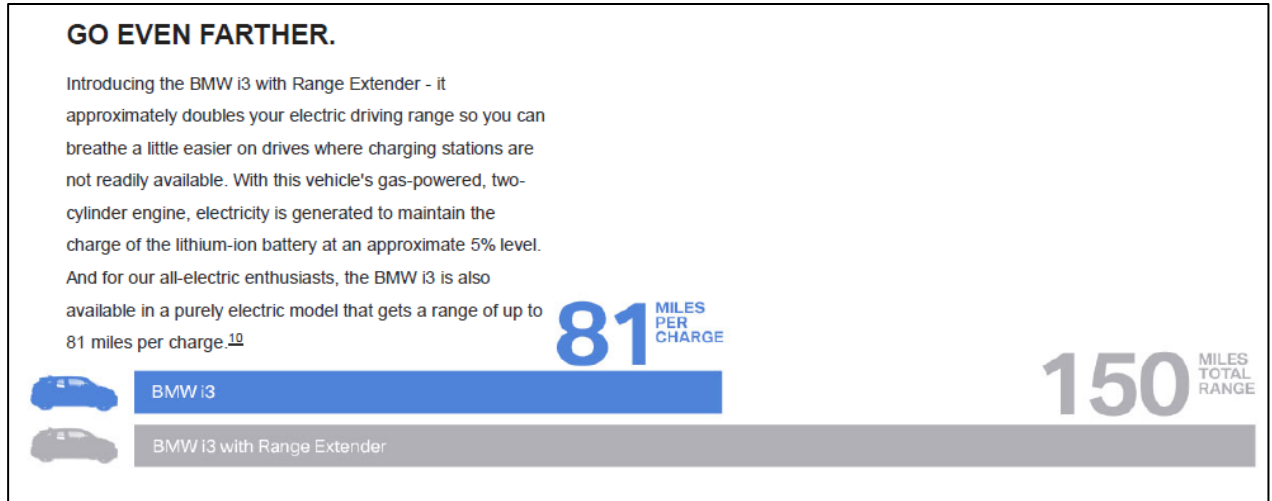 GO EVEN FARTHER.
Introducing the BMW i3 with Range Extender - it
approximately doubles your electric driving range so you can
breathe a little easier on drives where charging stations are
not readily available. With this vehicle's gas-powered, two-
cylinder engine, electricity is generated to maintain the
charge of the lithium-ion battery at an approximate 5% level.
And for our all-electric enthusiasts, the BMW i3 is also
available in a purely electric model that gets a range of up to
81 miles per charge.10
81
MILES
PER
CHARGE
150
MILES
TOTAL
RANGE
BMW i3
BMW i3 with Range Extender